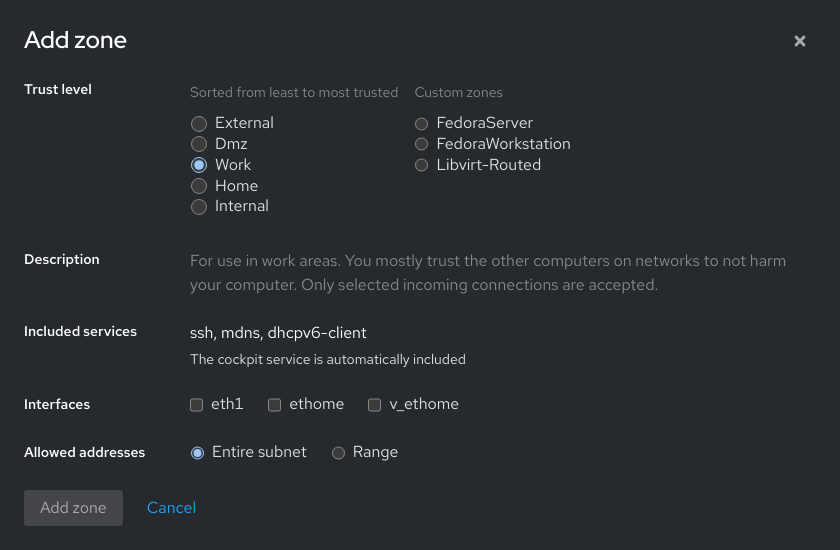 Add zone
Trust level
Sorted from least to most trusted
External
Dmz
Work
Home
Internal
Custom zones
FedoraServer
FedoraWorkstation
Libvirt-Routed
Description
For use in work areas. You mostly trust the other computers on networks to not harm
your computer. Only selected incoming connections are accepted.
Included services
ssh, mdns, dhcpv6-client
The cockpit service is automatically included
Interfaces
eth1 ethome v_ethome
Allowed addresses
Entire subnet Range
Add zone Cancel